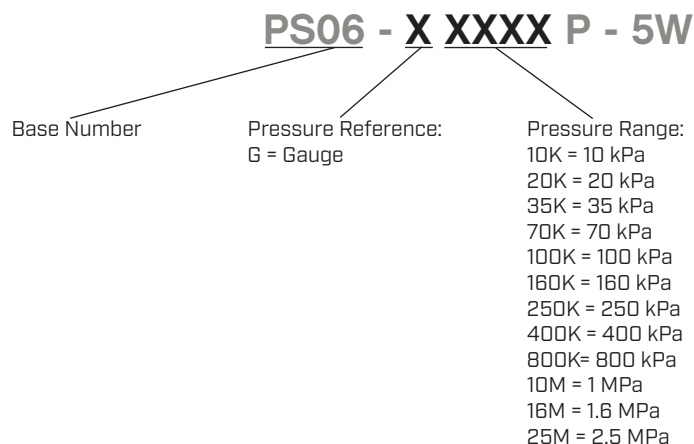 PS06 - X XXXX P - 5W
Base Number
Pressure Reference:
G = Gauge
Pressure Range:
10K = 10 kPa
20K = 20 kPa
35K = 35 kPa
70K = 70 kPa
100K = 100 kPa
160K = 160 kPa
250K = 250 kPa
400K = 400 kPa
800K= 800 kPa
10M = 1 MPa
16M = 1.6 MPa
25M = 2.5 MPa